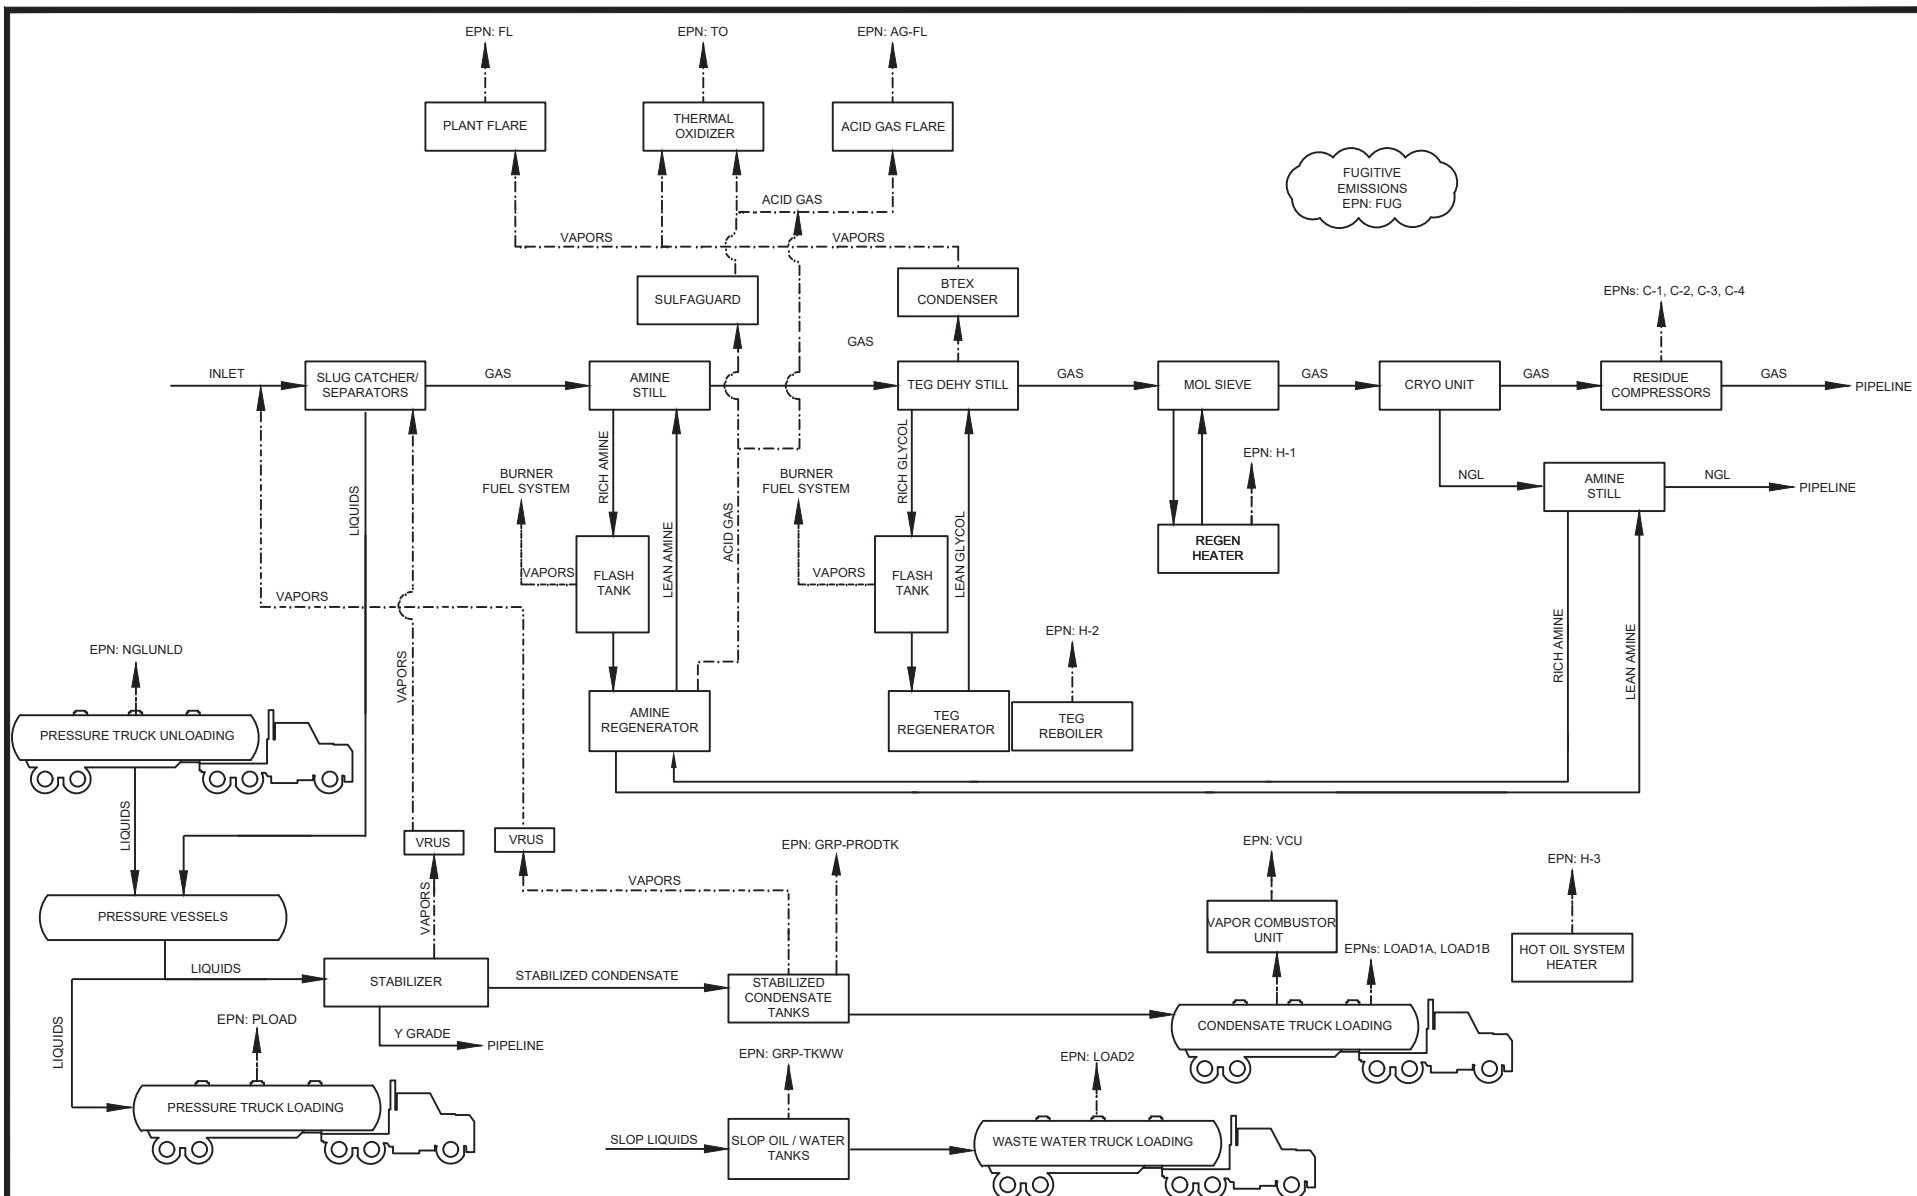 EPN: FL
EPN: TO
EPN: AG-FL
PLANT FLARE
THERMAL
OXIDIZER
ACID GAS FLARE
FUGITIVE
EMISSIONS
EPN: FUG
ACID GAS
VAPORS
VAPORS
SULFAGUARD
BTEX
CONDENSER
EPNs: C-1, C-2, C-3, C-4
GAS
INLET
SLUG CATCHER/
SEPARATORS
GAS
AMINE
STILL
TEG DEHY STILL
GAS
MOL SIEVE
GAS
CRYO UNIT
GAS
RESIDUE
COMPRESSORS
GAS
PIPELINE
LIQUIDS
BURNER
FUEL SYSTEM
RICH AMINE
LEAN AMINE
ACID GAS
BURNER
FUEL SYSTEM
RICH GLYCOL
LEAN GLYCOL
EPN: H-1
NGL
AMINE
STILL
NGL
PIPELINE
REGEN
HEATER
VAPORS
FLASH
TANK
VAPORS
FLASH
TANK
VAPORS
EPN: NGLUNLD
VAPORS
EPN: H-2
RICH AMINE
LEAN AMINE
PRESSURE TRUCK UNLOADING
AMINE
REGENERATOR
TEG
REGENERATOR
TEG
REBOILER
LIQUIDS
VRUS
VRUS
EPN: GRP-PRODTK
EPN: VCU
EPN: H-3
VAPORS
VAPORS
PRESSURE VESSELS
VAPOR COMBUSTOR
UNIT
EPNs: LOAD1A, LOAD1B
HOT OIL SYSTEM
HEATER
LIQUIDS
STABILIZER
STABILIZED CONDENSATE
STABILIZED
CONDENSATE
TANKS
LIQUIDS
EPN: PLOAD
Y GRADE
PIPELINE
CONDENSATE TRUCK LOADING
EPN: GRP-TKWW
EPN: LOAD2
PRESSURE TRUCK LOADING
SLOP LIQUIDS
SLOP OIL / WATER
TANKS
WASTE WATER TRUCK LOADING